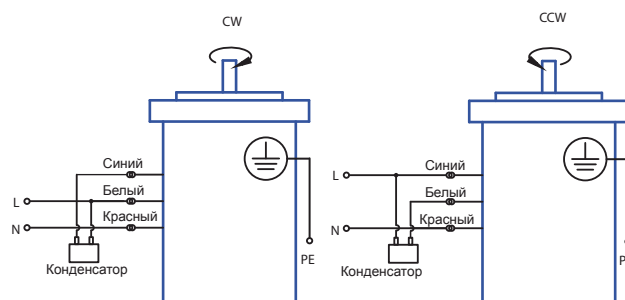 CW
Синий
Белый
L
Красный
N
Конденсатор
PE
CCW
Синий
L
Белый
Красный
N
Конденсатор
P